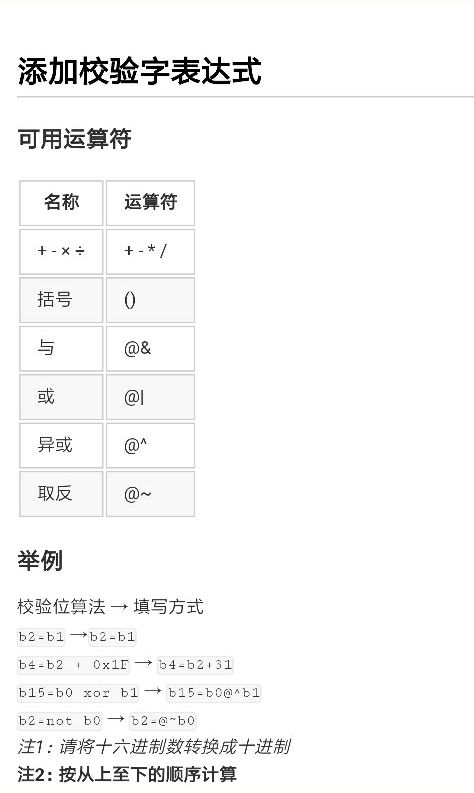 添加校验字表达式
可用运算符
名称 运算符
+ - × ÷ + - * /
括号 ()
与 @&
或 @|
异或 @^
取反 @~
举例
校验位算法 → 填写方式
b2=b1 →b2=b1
b4=b2 + 0x1F → b4=b2+31
b15=b0 xor b1 → b15=b0@^b1
b2=not b0 → b2=@~b0
注1：请将十六进制数转换成十进制
注2：按从上至下的顺序计算